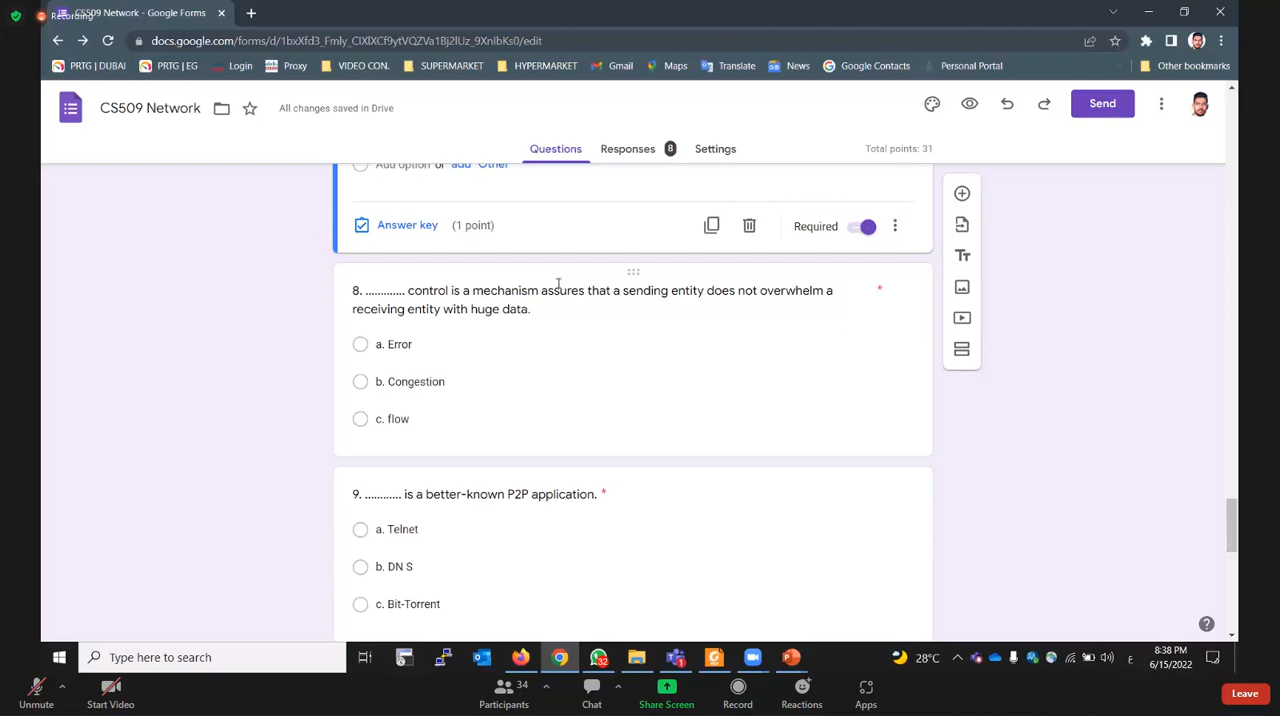 Recording
CS509 Network - Google Forms
docs.google.com/forms/d/1bxXfd3_Fmly_ClXlXCf9ytVQZVa1Bj2lUz_9XnIbKs0/edit
PRTG | DUBAI
PRTG | EG
Login
Proxy
VIDEO CON.
SUPERMARKET
HYPERMARKET
Gmail
Maps
Translate
News
Google Contacts
Personal Portal
Other bookmarks
CS509 Network
All changes saved in Drive
Send
Questions
Responses 8
Settings
Total points: 31
Add option or add "Other"
Answer key (1 point)
Required
8. ............. control is a mechanism assures that a sending entity does not overwhelm a *
receiving entity with huge data.
a. Error
b. Congestion
c. flow
9. ............ is a better-known P2P application. *
a. Telnet
b. DN S
c. Bit-Torrent
Type here to search
32
1
28°C
ع
8:38 PM
6/15/2022
Unmute
Start Video
34
Participants
Chat
Share Screen
Record
Reactions
Apps
Leave